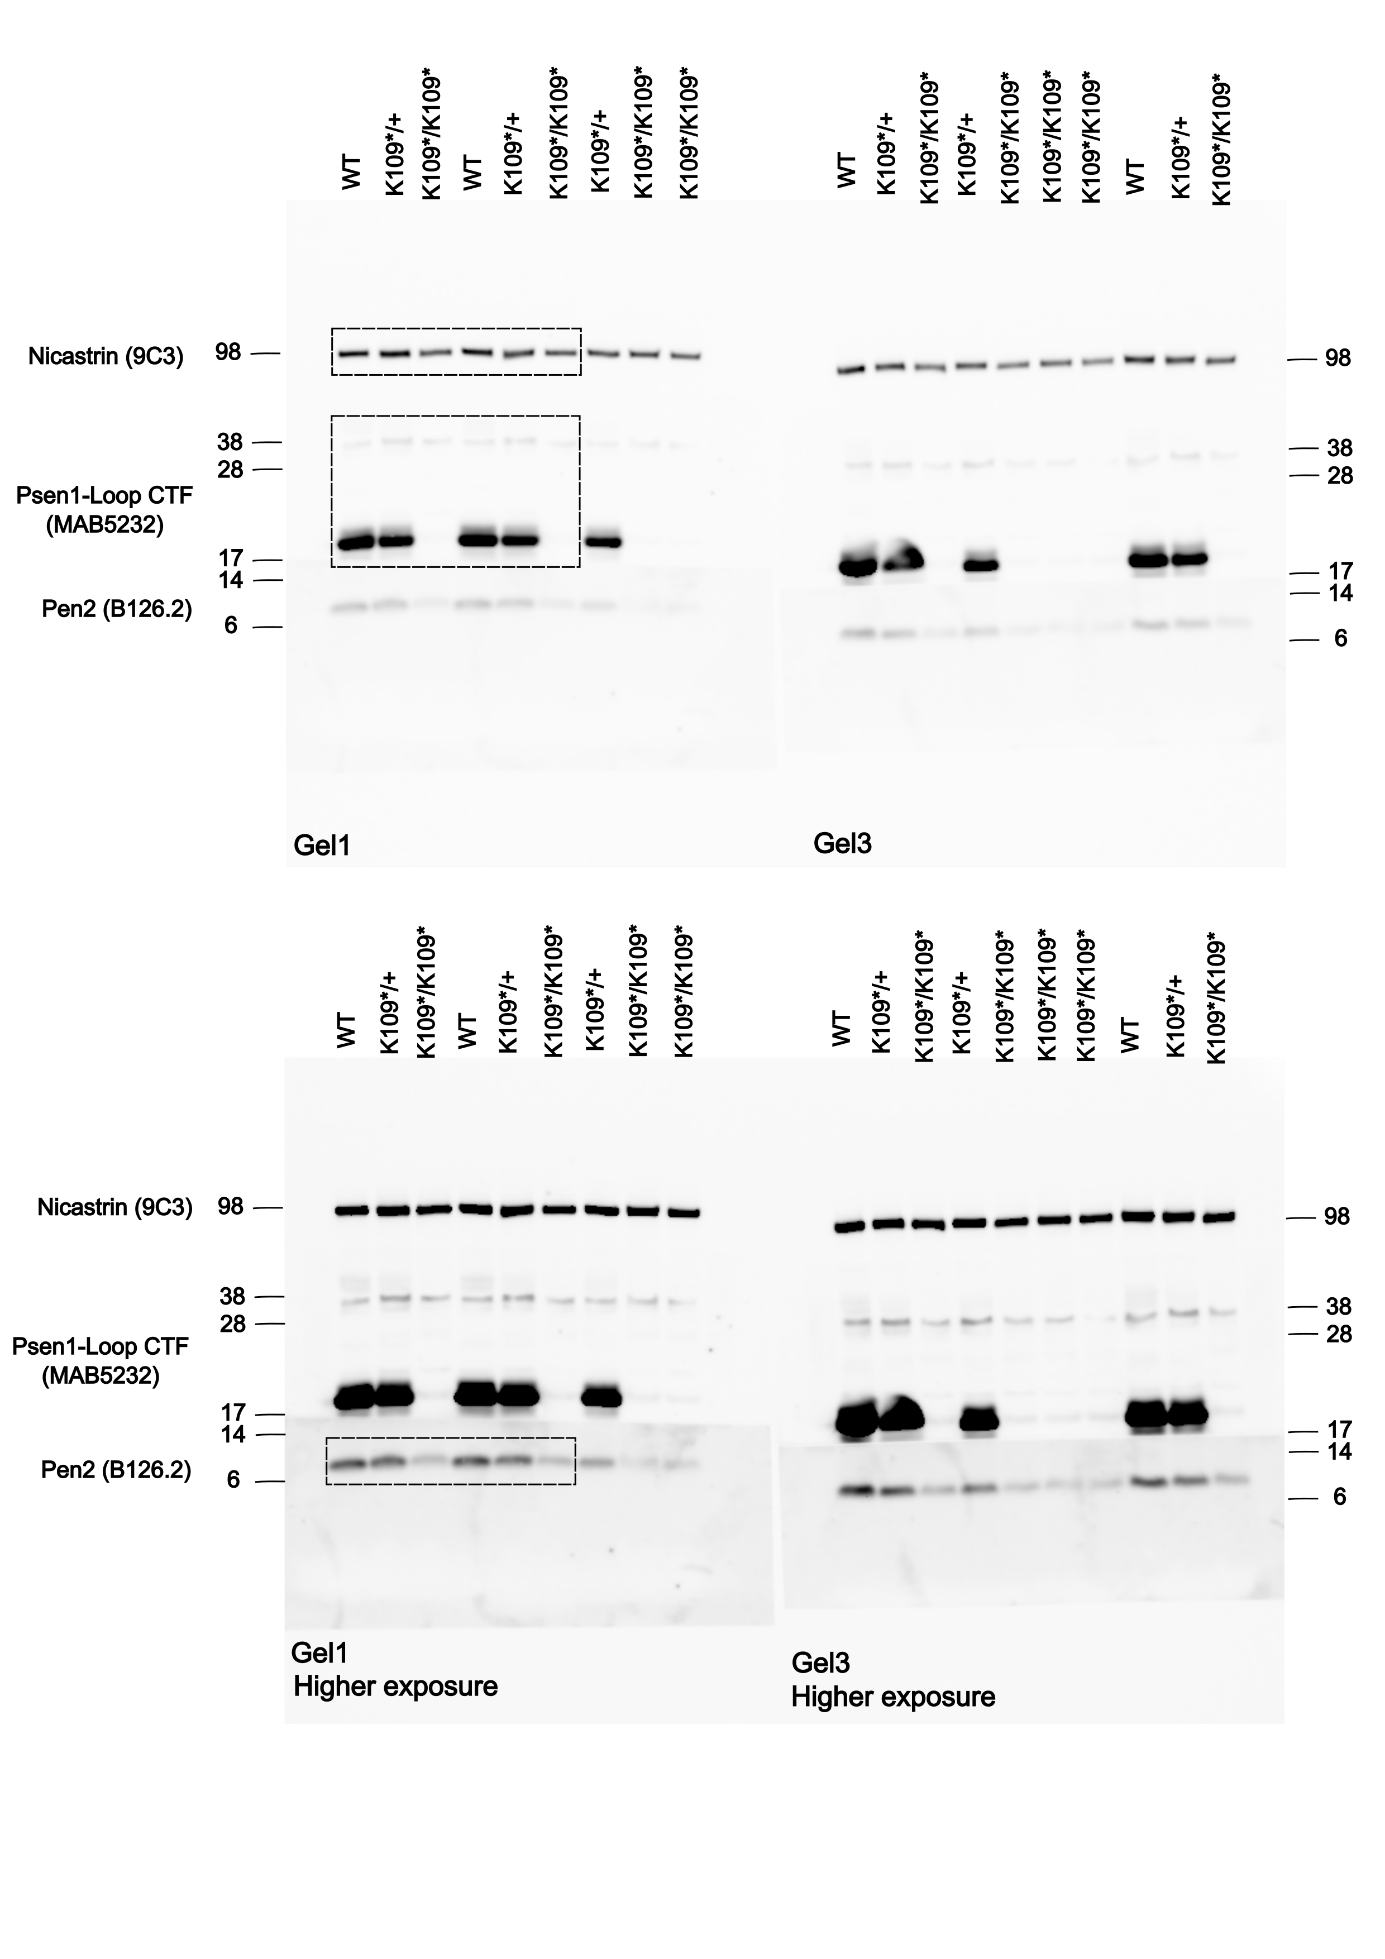 WT
K109*/+
K109*/K109*
WT
K109*/+
K109*/K109*
K109*/+
K109*/K109*
K109*/K109*
WT
K109*/+
K109*/K109*
K109*/+
K109*/K109*
K109*/K109*
K109*/K109*
WT
K109*/+
K109*/K109*
Nicastrin (9C3)
98
38
28
Psen1-Loop CTF
(MAB5232)
17
14
Pen2 (B126.2)
6
98
38
28
17
14
6
Gel1
Gel3
WT
K109*/+
K109*/K109*
WT
K109*/+
K109*/K109*
K109*/+
K109*/K109*
K109*/K109*
WT
K109*/+
K109*/K109*
K109*/+
K109*/K109*
K109*/K109*
K109*/K109*
WT
K109*/+
K109*/K109*
Nicastrin (9C3)
98
38
28
Psen1-Loop CTF
(MAB5232)
17
14
Pen2 (B126.2)
6
98
38
28
17
14
6
Gel1
Higher exposure
Gel3
Higher exposure